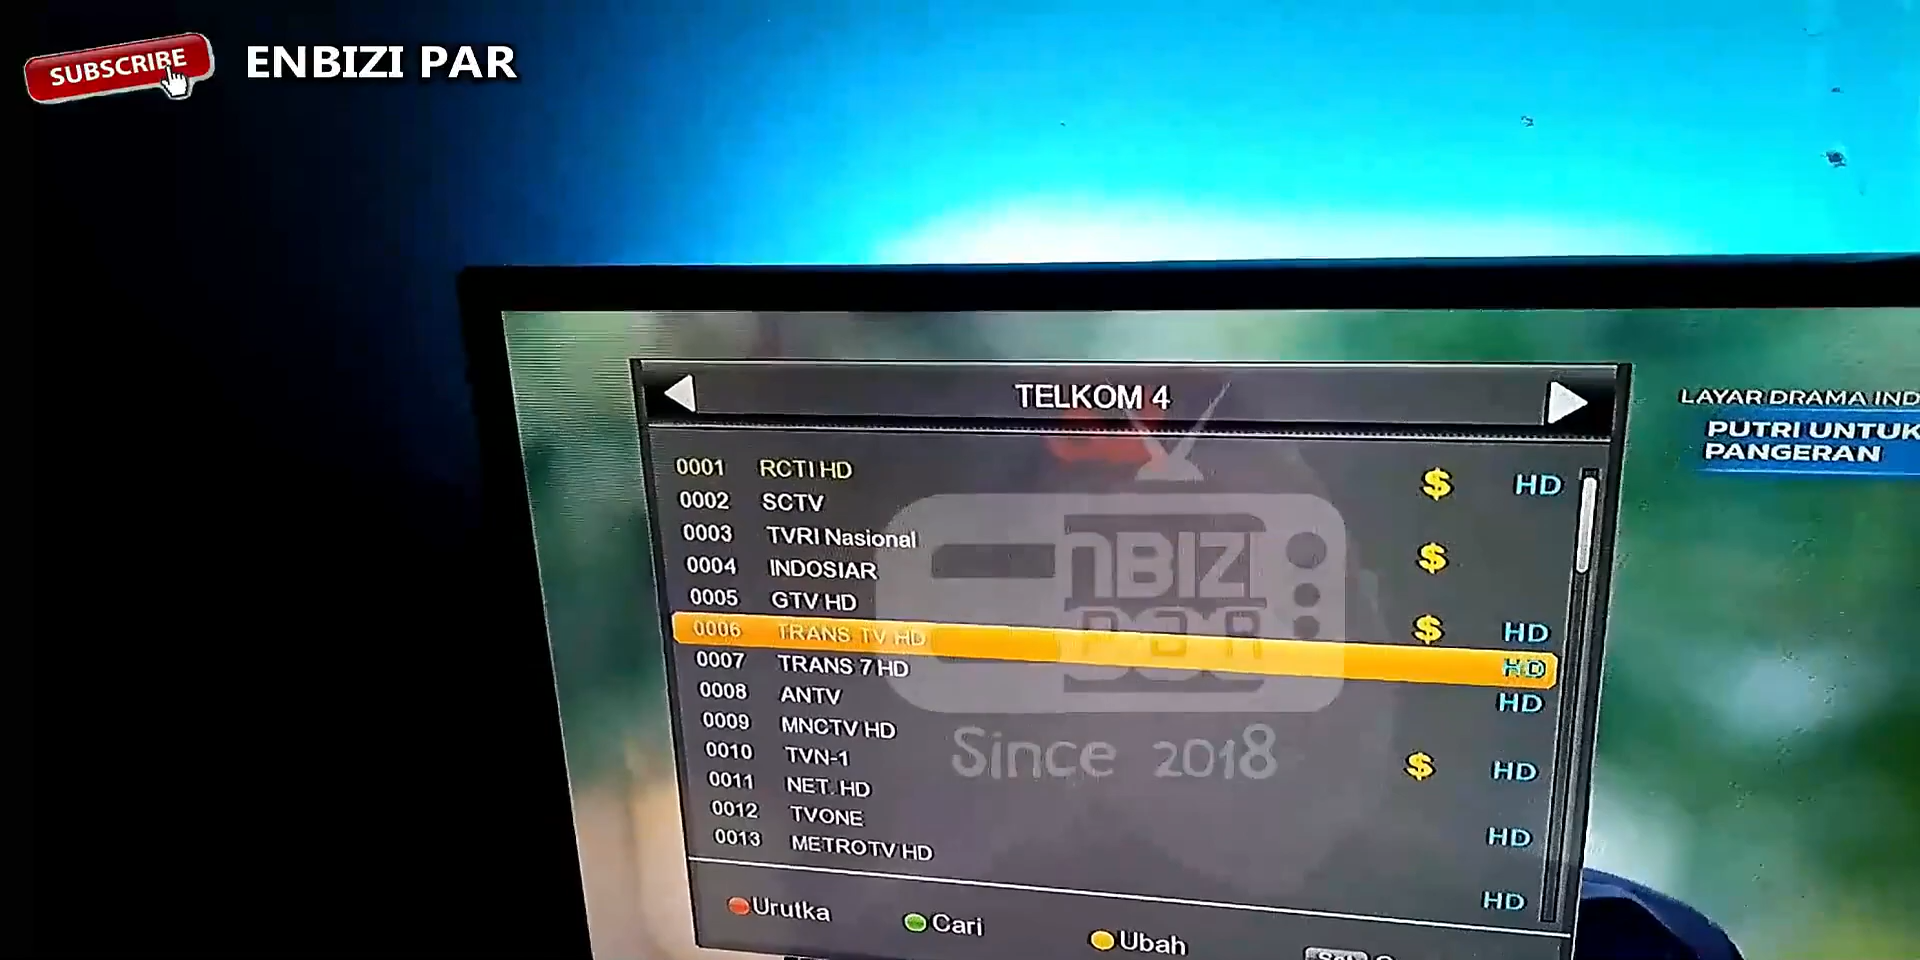 SUBSCRIBE ENBIZI PAR
TELKOM 4
LAYAR DRAMA IND
PUTRI UNTUK
PANGERAN
0001 RCTI HD $ HD
0002 SCTV
0003 TVRI Nasional $
0004 INDOSIAR
0005 GTV HD $ HD
0006 TRANS TV HD HD
0007 TRANS 7 HD HD
0008 ANTV
0009 MNCTV HD $ HD
0010 TVN-1
0011 NET. HD HD
0012 TVONE
0013 METROTV HD HD
NBIZI
PAR
Since 2018
Urutka Cari Ubah